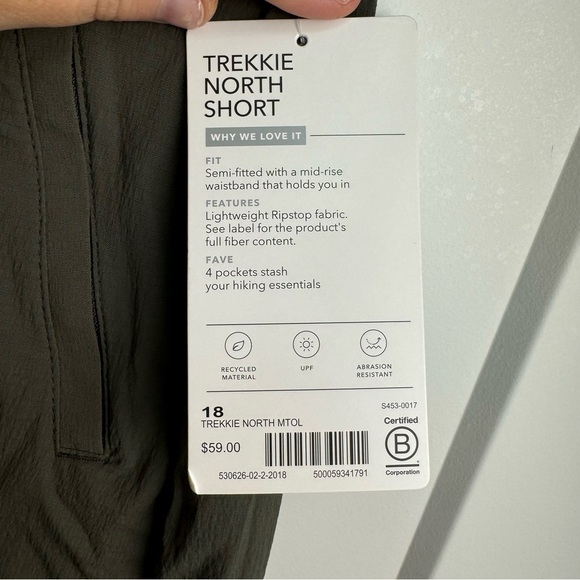 TREKKIE
NORTH
SHORT
WHY WE LOVE IT
FIT
Semi-fitted with a mid-rise
waistband that holds you in
FEATURES
Lightweight Ripstop fabric.
See label for the product's
full fiber content.
FAVE
4 pockets stash
your hiking essentials
RECYCLED
MATERIAL
UPF
ABRASION
RESISTANT
18
S453-0017
TREKKIE NORTH MTOL
$59.00
530626-02-2-2018
500059341791
Certified
B
Corporation